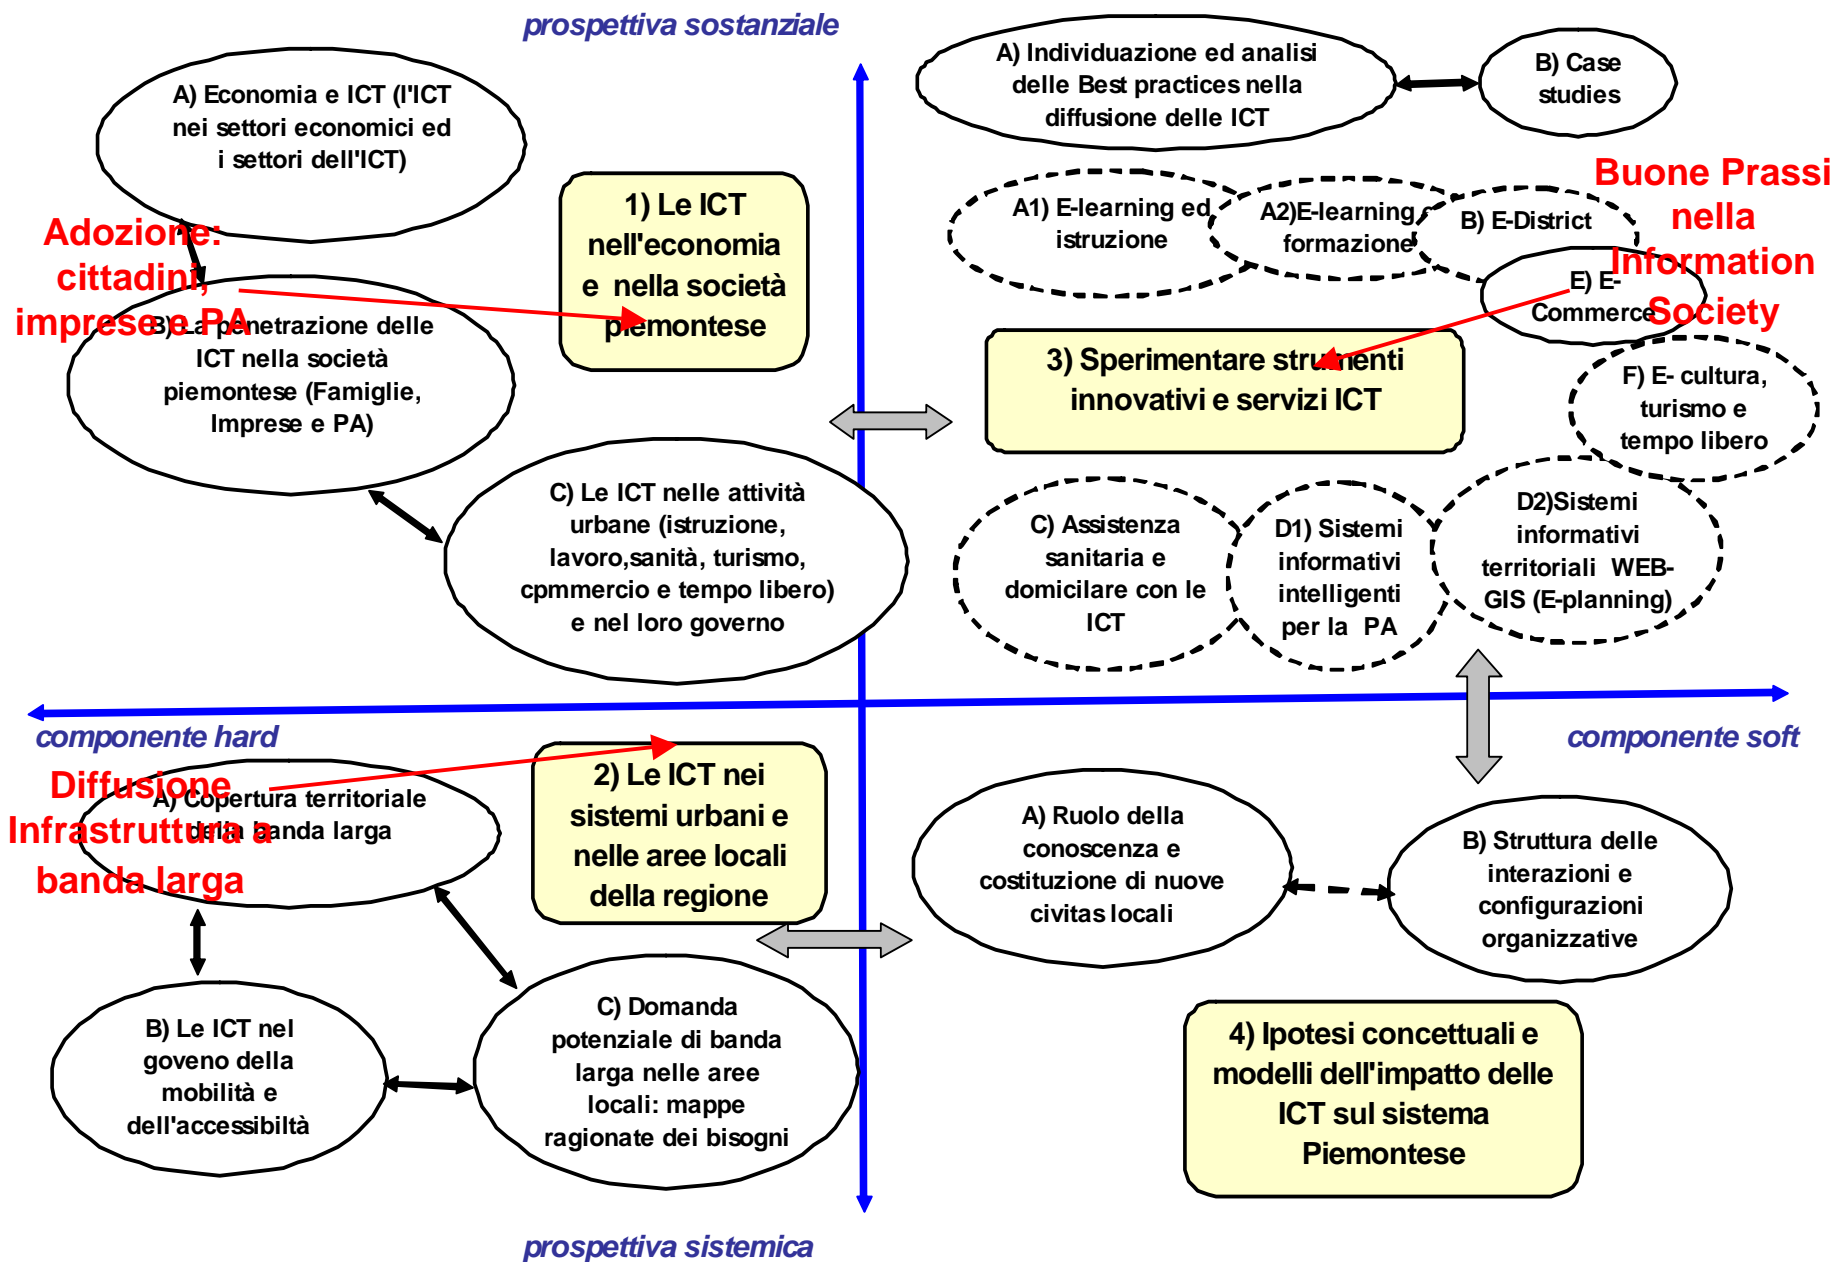 prospettiva sostanziale
A) Economia e ICT (l'ICT
nei settori economici ed
i settori dell'ICT)
Adozione:
cittadini,
imprese e PA
B) La penetrazione delle
ICT nella società
piemontese (Famiglie,
Imprese e PA)
C) Le ICT nelle attività
urbane (istruzione,
lavoro,sanità, turismo,
cpmmercio e tempo libero)
e nel loro governo
1) Le ICT
nell'economia
e nella società
piemontese
A) Individuazione ed analisi
delle Best practices nella
diffusione delle ICT
B) Case
studies
Buone Prassi
nella
Information
Society
A1) E-learning ed
istruzione
A2)E-learning
formazione
B) E-District
E) E-
Commerce
3) Sperimentare strumenti
innovativi e servizi ICT
F) E- cultura,
turismo e
tempo libero
C) Assistenza
sanitaria e
domicilare con le
ICT
D1) Sistemi
informativi
intelligenti
per la PA
D2)Sistemi
informativi
territoriali WEB-
GIS (E-planning)
componente hard
componente soft
Diffusione
Infrastruttura a
banda larga
A) Copertura territoriale
della banda larga
2) Le ICT nei
sistemi urbani e
nelle aree locali
della regione
B) Le ICT nel
goveno della
mobilità e
dell'accessibiltà
C) Domanda
potenziale di banda
larga nelle aree
locali: mappe
ragionate dei bisogni
A) Ruolo della
conoscenza e
costituzione di nuove
civitas locali
B) Struttura delle
interazioni e
configurazioni
organizzative
4) Ipotesi concettuali e
modelli dell'impatto delle
ICT sul sistema
Piemontese
prospettiva sistemica